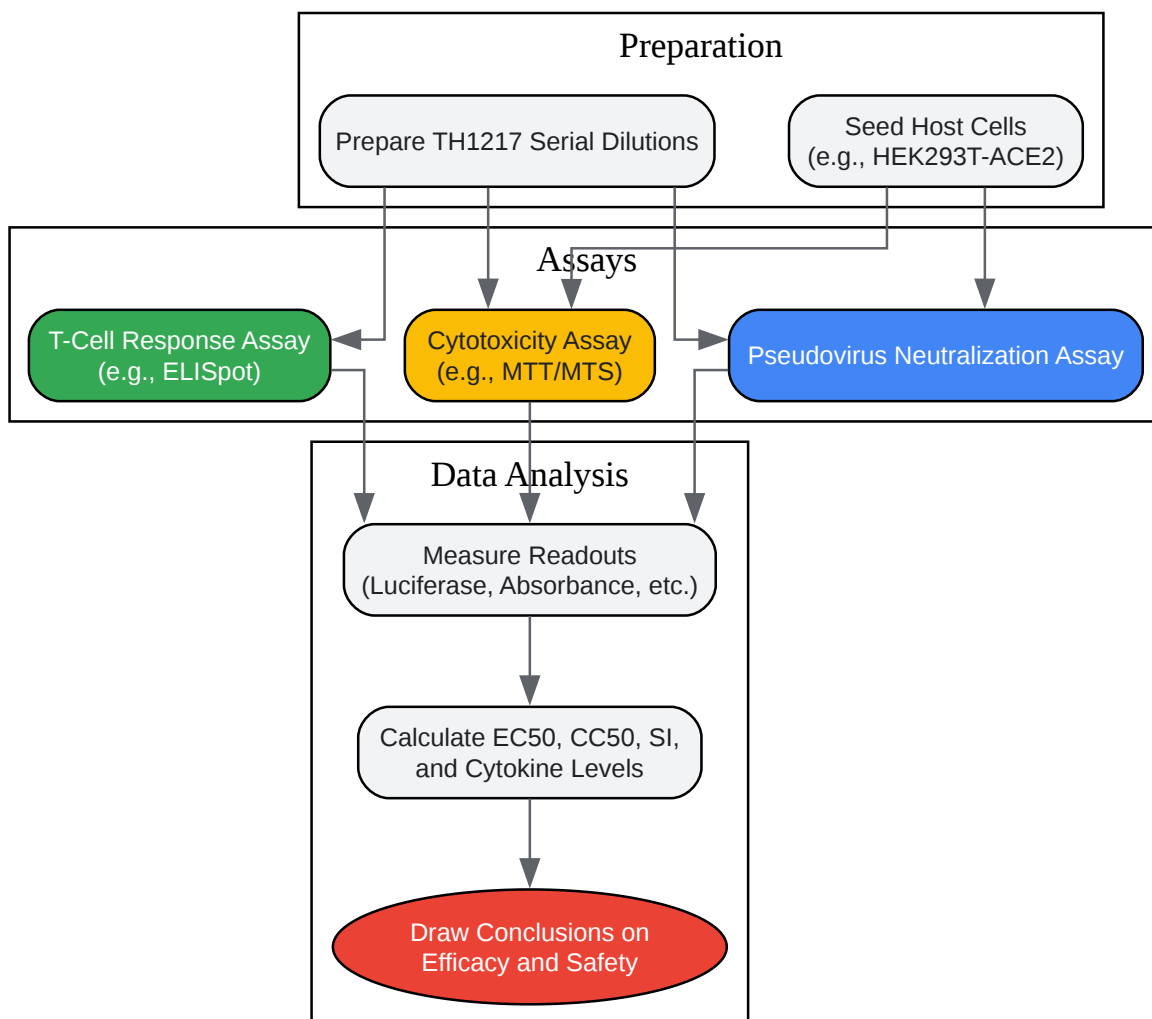 Preparation
Prepare TH1217 Serial Dilutions
Seed Host Cells
(e.g., HEK293T-ACE2)
Assays
T-Cell Response Assay
(e.g., ELISpot)
Cytotoxicity Assay
(e.g., MTT/MTS)
Pseudovirus Neutralization Assay
Data Analysis
Measure Readouts
(Luciferase, Absorbance, etc.)
Calculate EC50, CC50, SI,
and Cytokine Levels
Draw Conclusions on
Efficacy and Safety